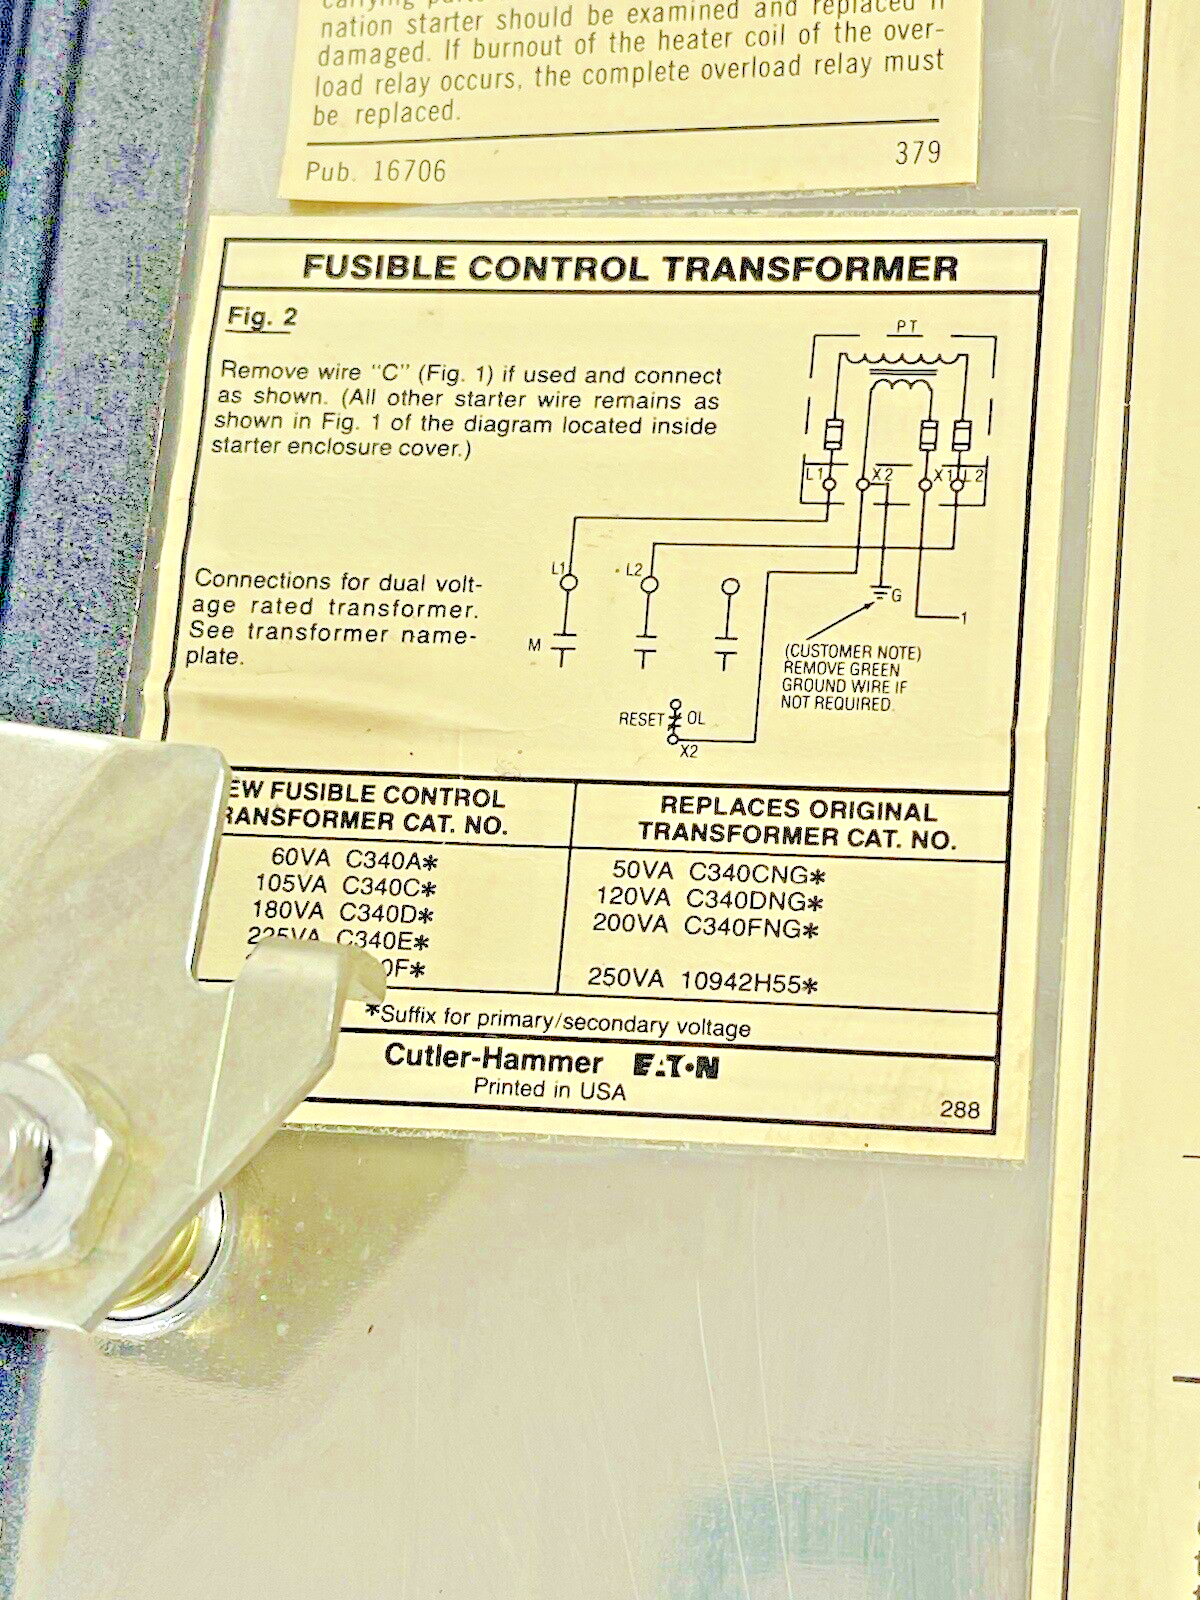 nation starter should be examined and replaced if
damaged. If burnout of the heater coil of the over-
load relay occurs, the complete overload relay must
be replaced.
Pub. 16706
379
FUSIBLE CONTROL TRANSFORMER
Fig. 2
Remove wire "C" (Fig. 1) if used and connect
as shown. (All other starter wire remains as
shown in Fig. 1 of the diagram located inside
starter enclosure cover.)
PT
L1 X2 X1 L2
Connections for dual volt-
age rated transformer.
See transformer name-
plate.
L1 L2
G
1
M
(CUSTOMER NOTE)
REMOVE GREEN
GROUND WIRE IF
NOT REQUIRED.
RESET OL
X2
EW FUSIBLE CONTROL
RANSFORMER CAT. NO.
60VA C340A*
105VA C340C*
180VA C340D*
225VA C340E*
0F*
REPLACES ORIGINAL
TRANSFORMER CAT. NO.
50VA C340CNG*
120VA C340DNG*
200VA C340FNG*
250VA 10942H55*
*Suffix for primary/secondary voltage
Cutler-Hammer EATON
Printed in USA
288